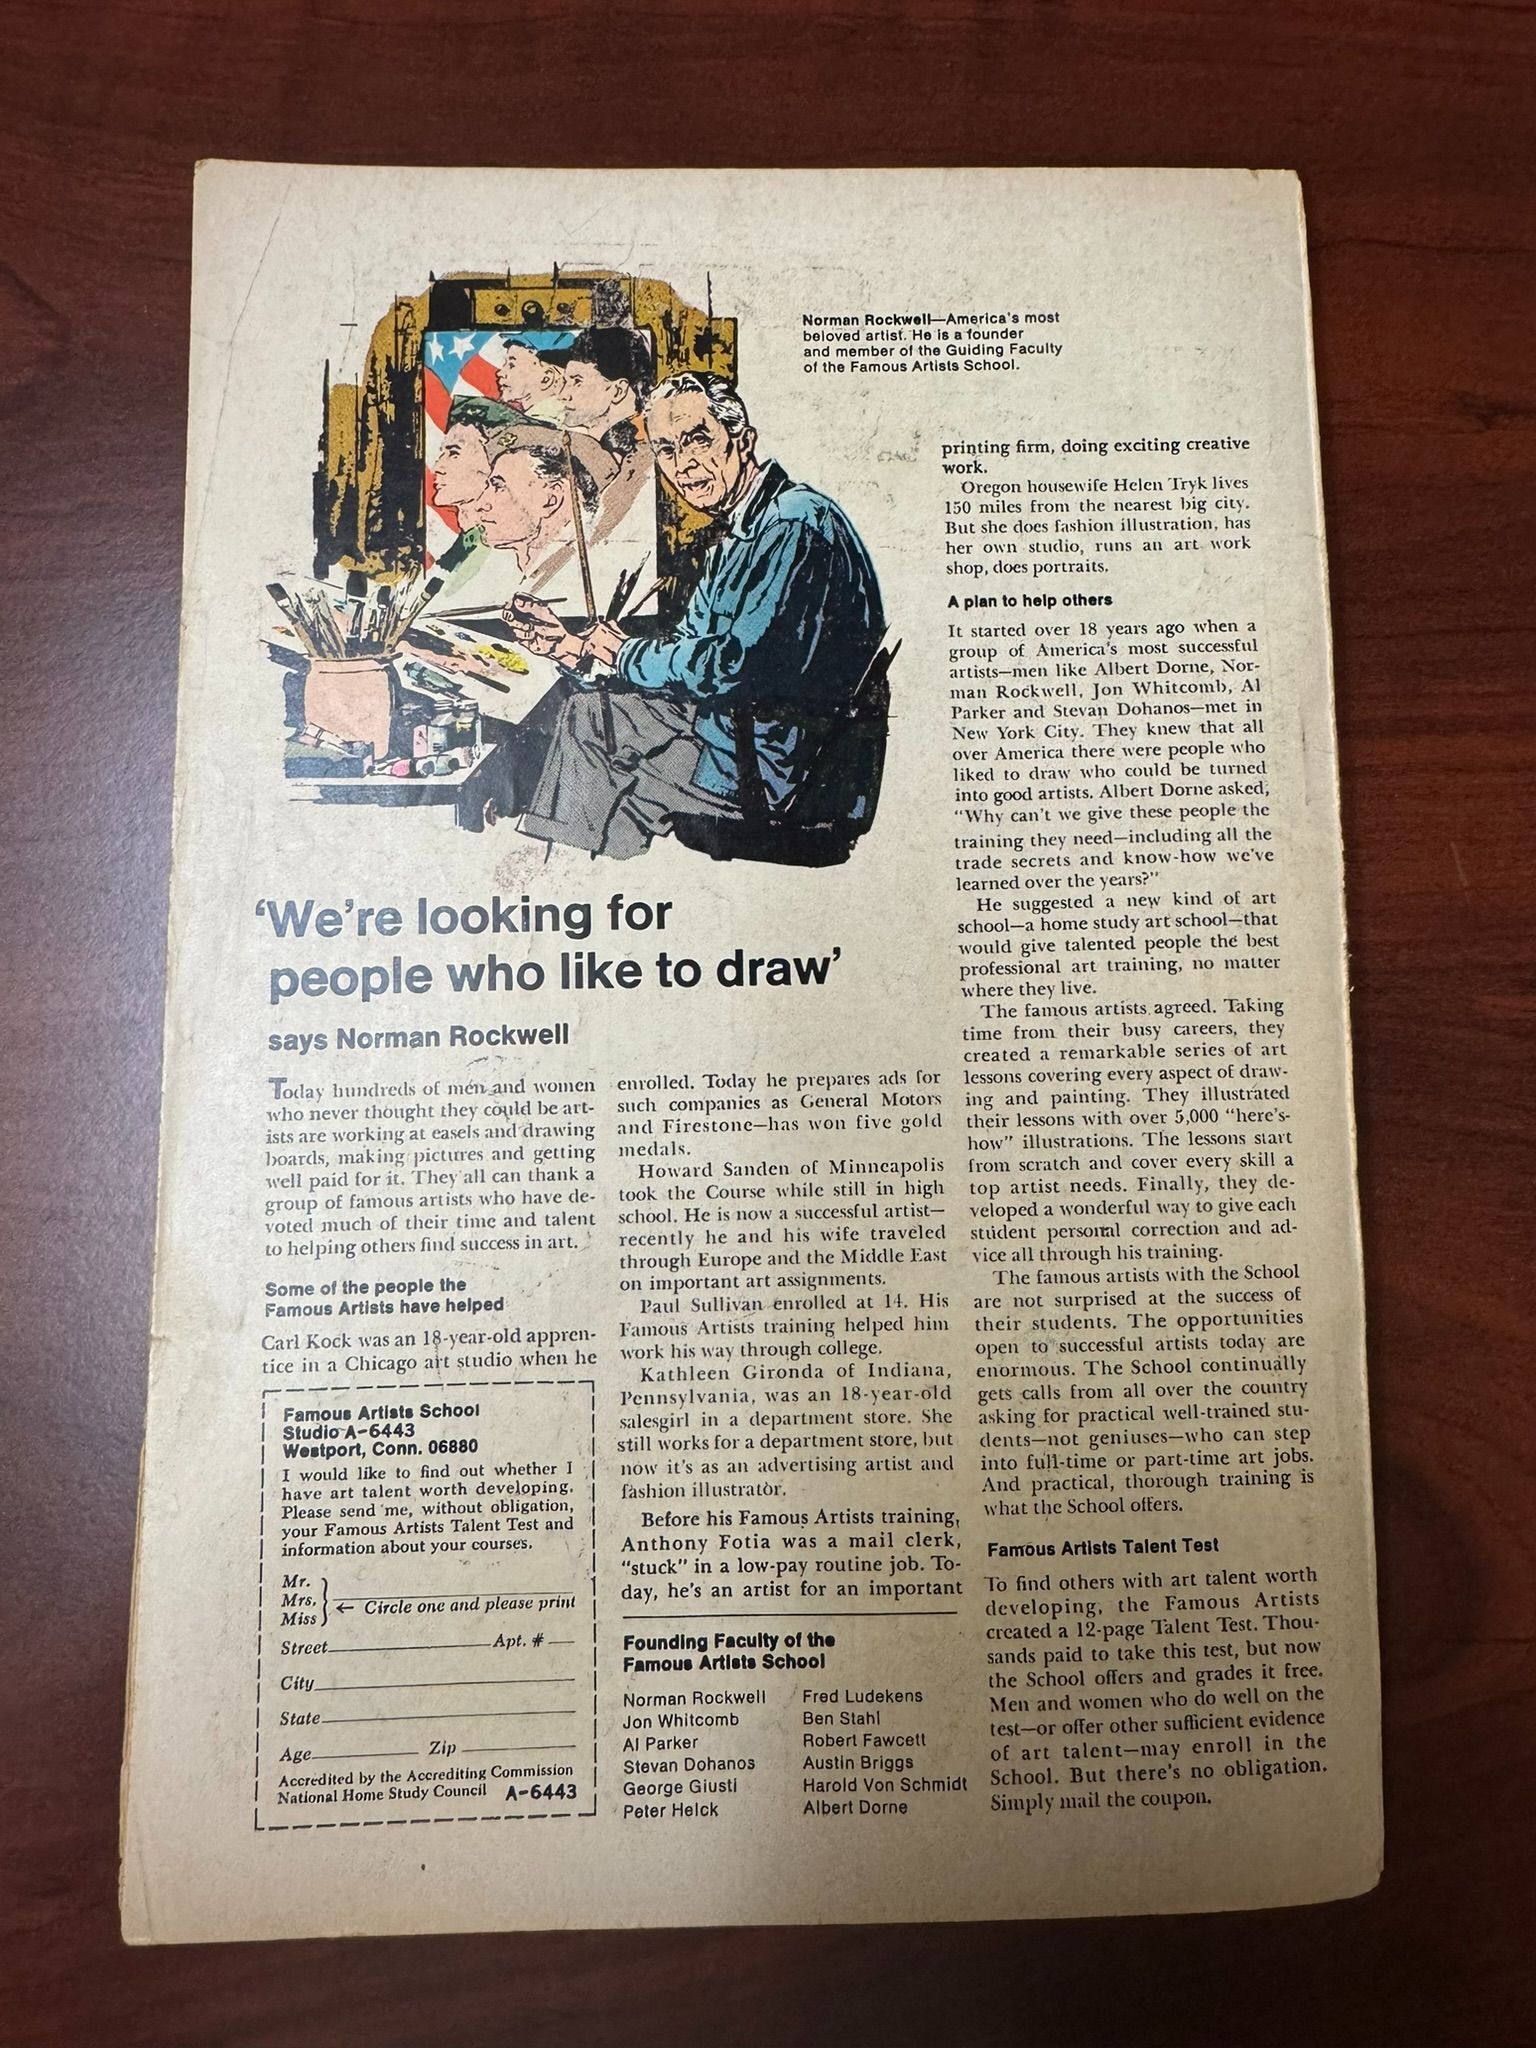 Norman Rockwell—America's most
beloved artist. He is a founder
and member of the Guiding Faculty
of the Famous Artists School.
'We're looking for
people who like to draw'
says Norman Rockwell
Today hundreds of men and women
who never thought they could be art-
ists are working at easels and drawing
boards, making pictures and getting
well paid for it. They all can thank a
group of famous artists who have de-
voted much of their time and talent
to helping others find success in art.
Some of the people the
Famous Artists have helped
Carl Kock was an 18-year-old appren-
tice in a Chicago art studio when he
enrolled. Today he prepares ads for
such companies as General Motors
and Firestone—has won five gold
medals.
Howard Sanden of Minneapolis
took the Course while still in high
school. He is now a successful artist—
recently he and his wife traveled
through Europe and the Middle East
on important art assignments.
Paul Sullivan enrolled at 14. His
Famous Artists training helped him
work his way through college.
Kathleen Gironda of Indiana,
Pennsylvania, was an 18-year-old
salesgirl in a department store. She
still works for a department store, but
now it's as an advertising artist and
fashion illustrator.
Before his Famous Artists training,
Anthony Fotia was a mail clerk,
"stuck" in a low-pay routine job. To-
day, he's an artist for an important
printing firm, doing exciting creative
work.
Oregon housewife Helen Tryk lives
150 miles from the nearest big city.
But she does fashion illustration, has
her own studio, runs an art work
shop, does portraits.
A plan to help others
It started over 18 years ago when a
group of America's most successful
artists—men like Albert Dorne, Nor-
man Rockwell, Jon Whitcomb, Al
Parker and Stevan Dohanos—met in
New York City. They knew that all
over America there were people who
liked to draw who could be turned
into good artists. Albert Dorne asked,
"Why can't we give these people the
training they need—including all the
trade secrets and know-how we've
learned over the years?"
He suggested a new kind of art
school—a home study art school—that
would give talented people the best
professional art training, no matter
where they live.
The famous artists agreed. Taking
time from their busy careers, they
created a remarkable series of art
lessons covering every aspect of draw-
ing and painting. They illustrated
their lessons with over 5,000 "here's-
how" illustrations. The lessons start
from scratch and cover every skill a
top artist needs. Finally, they de-
veloped a wonderful way to give each
student personal correction and ad-
vice all through his training.
The famous artists with the School
are not surprised at the success of
their students. The opportunities
open to successful artists today are
enormous. The School continually
gets calls from all over the country
asking for practical well-trained stu-
dents—not geniuses—who can step
into full-time or part-time art jobs.
And practical, thorough training is
what the School offers.
Famous Artists Talent Test
To find others with art talent worth
developing, the Famous Artists
created a 12-page Talent Test. Thou-
sands paid to take this test, but now
the School offers and grades it free.
Men and women who do well on the
test—or offer other sufficient evidence
of art talent—may enroll in the
School. But there's no obligation.
Simply mail the coupon.
Famous Artists School
Studio A-6443
Westport, Conn. 06880
I would like to find out whether I
have art talent worth developing.
Please send me, without obligation,
your Famous Artists Talent Test and
information about your courses.
Mr.
Mrs.
Miss
← Circle one and please print
Street Apt. #
City
State
Age Zip
Accredited by the Accrediting Commission
National Home Study Council A-6443
Founding Faculty of the
Famous Artists School
Norman Rockwell
Jon Whitcomb
Al Parker
Stevan Dohanos
George Giusti
Peter Helck
Fred Ludekens
Ben Stahl
Robert Fawcett
Austin Briggs
Harold Von Schmidt
Albert Dorne